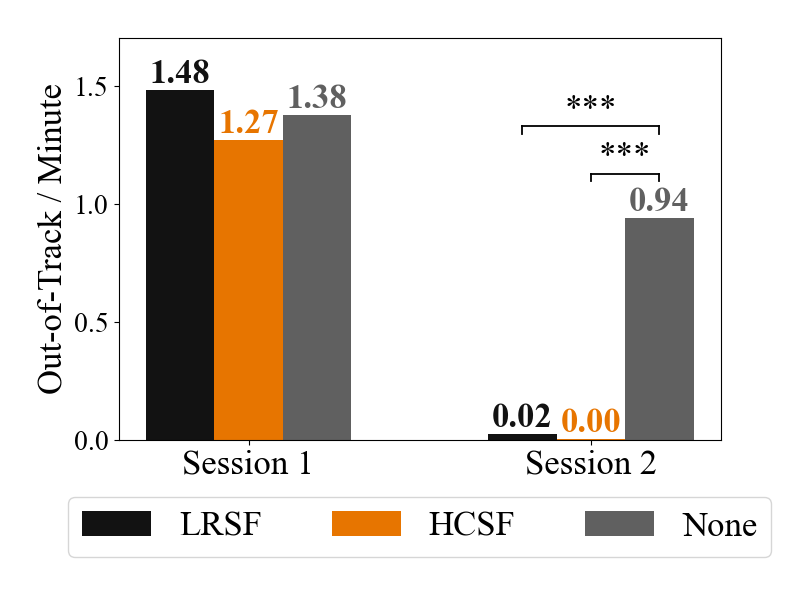 Out-of-Track / Minute
1.5
1.0
0.5
0.0
1.48
1.27
1.38
***
***
0.94
0.02
0.00
Session 1
Session 2
LRSF
HCSF
None